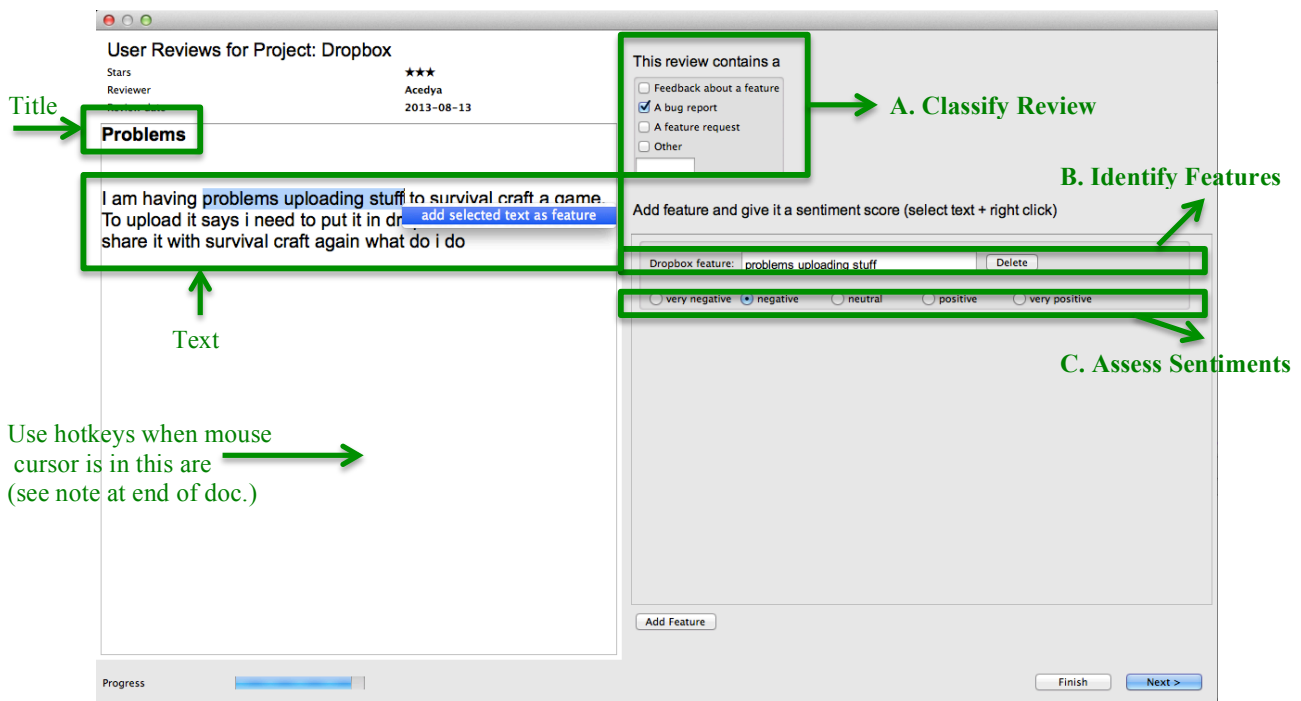 User Reviews for Project: Dropbox
Stars ★★★
Reviewer Acedya
Review date 2013-08-13
Title
Problems
I am having problems uploading stuff to survival craft a game.
To upload it says i need to put it in
add selected text as feature
share it with survival craft again what do i do
Text
Use hotkeys when mouse
cursor is in this are
(see note at end of doc.)
Progress
This review contains a
Feedback about a feature
A bug report
A feature request
Other
A. Classify Review
B. Identify Features
Add feature and give it a sentiment score (select text + right click)
Dropbox feature: problems uploading stuff Delete
very negative negative neutral positive very positive
C. Assess Sentiments
Add Feature
Finish Next >